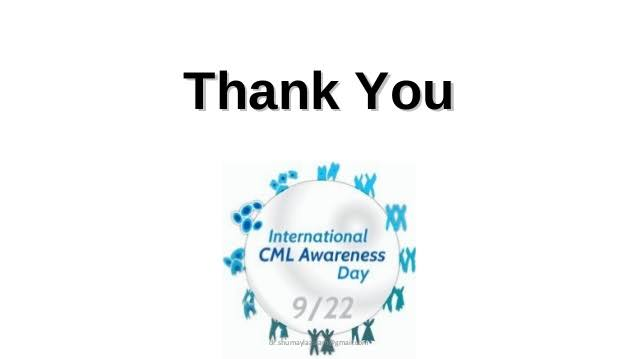 Thank You
International
CML Awareness
Day
9/22